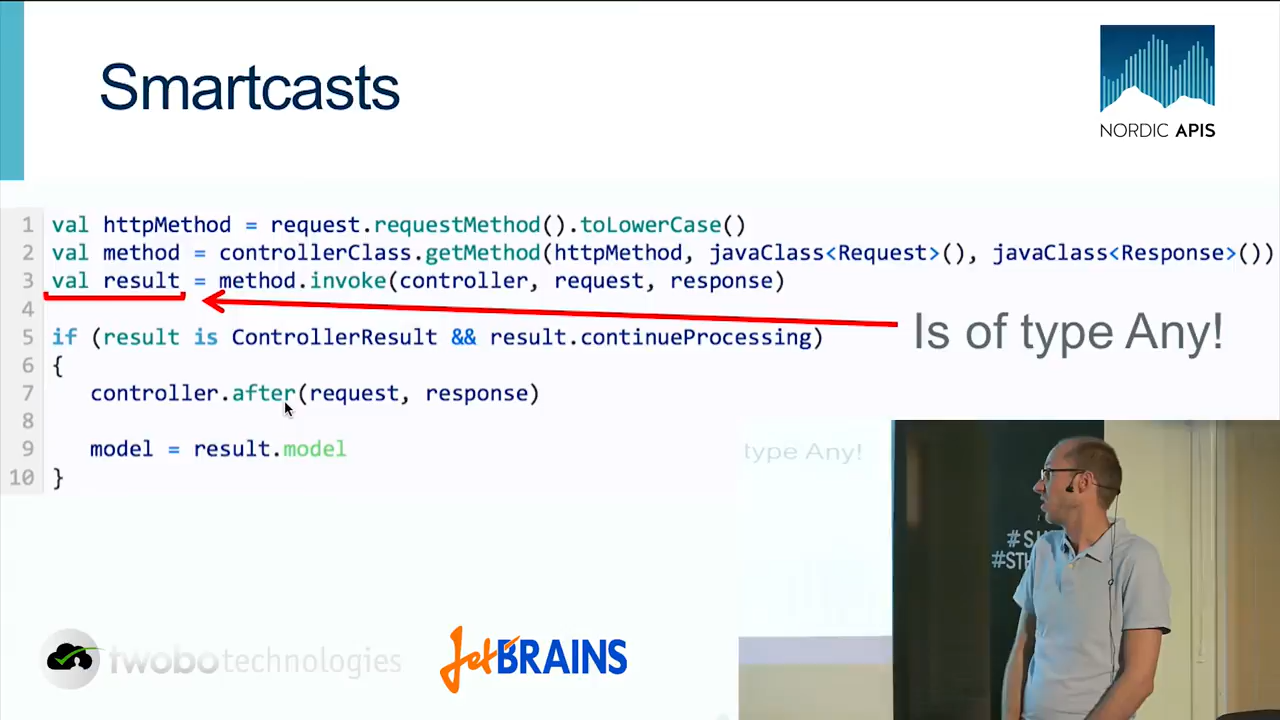 Smartcasts
NORDIC APIS
1 val httpMethod = request.requestMethod().toLowerCase()
2 val method = controllerClass.getMethod(httpMethod, javaClass<Request>(), javaClass<Response>())
3 val result = method.invoke(controller, request, response)
4
5 if (result is ControllerResult && result.continueProcessing)
6 {
7 controller.after(request, response)
8
9 model = result.model
10 }
Is of type Any!
type Any!
twobotechnologies
JetBRAINS